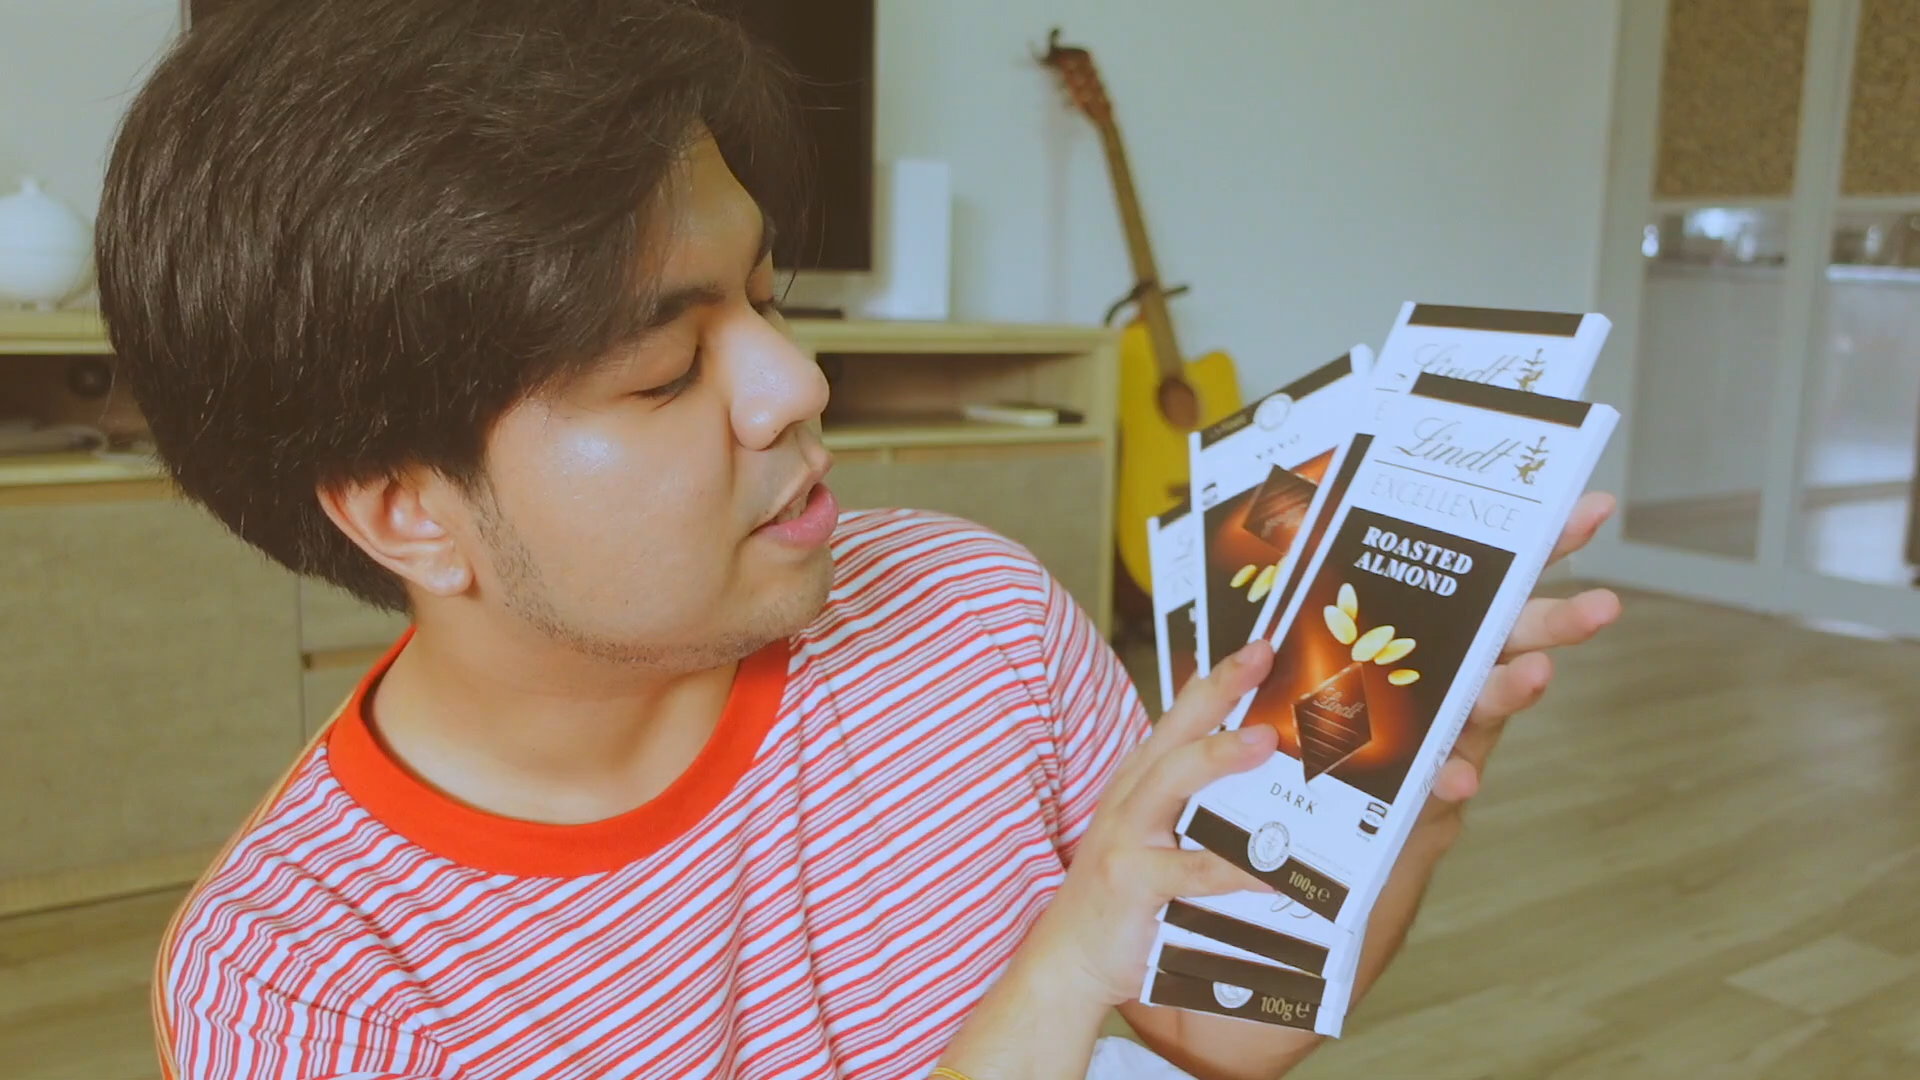 Lindt
Lindt
EXCELLENCE
ROASTED
ALMOND
Lindt
DARK
100g e
100g e